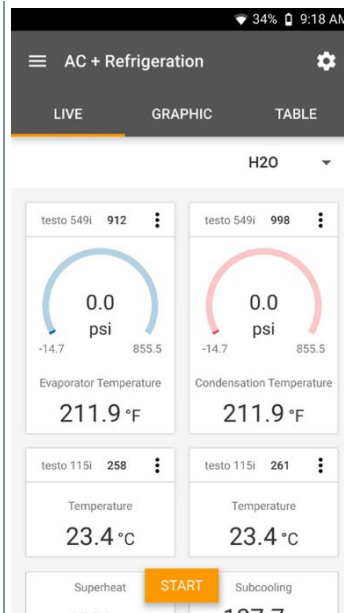 34% 9:18 AM
AC + Refrigeration
LIVE GRAPHIC TABLE
H2O
testo 549i 912
testo 549i 998
0.0
psi
-14.7 855.5
0.0
psi
-14.7 855.5
Evaporator Temperature
Condensation Temperature
211.9 °F
211.9 °F
testo 115i 258
testo 115i 261
Temperature
Temperature
23.4 °C
23.4 °C
Superheat
START
Subcooling